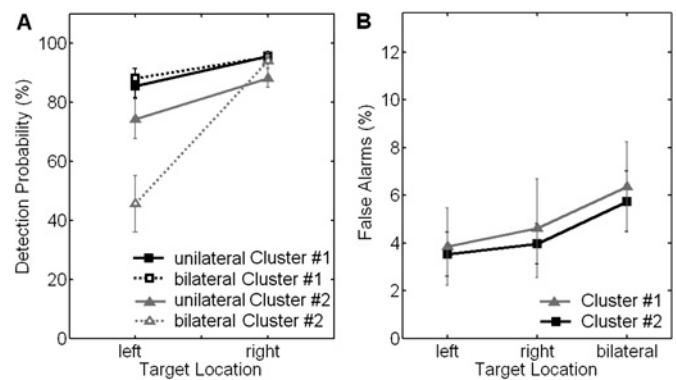 A
Detection Probability (%)
100
80
60
40
20
0
unilateral Cluster #1
bilateral Cluster #1
unilateral Cluster #2
bilateral Cluster #2
left
right
Target Location
B
False Alarms (%)
12
10
8
6
4
2
0
Cluster #1
Cluster #2
left
right
bilateral
Target Location